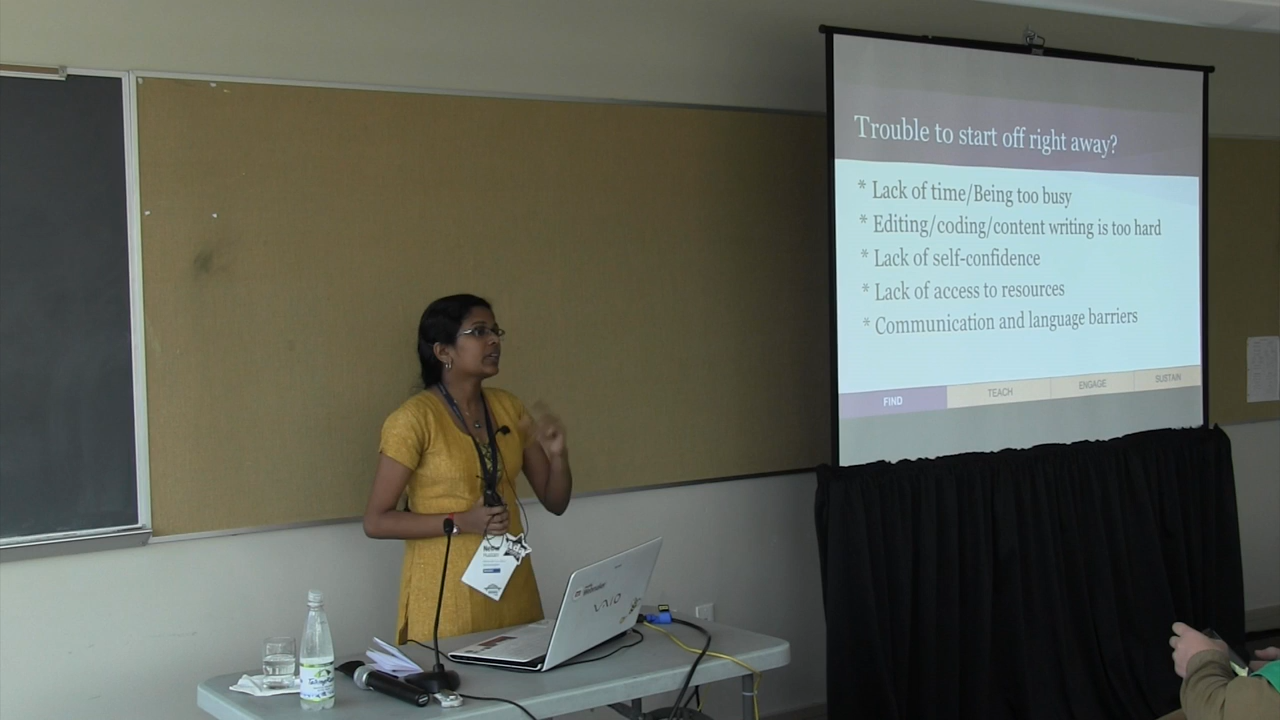 Trouble to start off right away?
* Lack of time/Being too busy
* Editing/coding/content writing is too hard
* Lack of self-confidence
* Lack of access to resources
* Communication and language barriers
FIND
TEACH
ENGAGE
SUSTAIN
VAIO